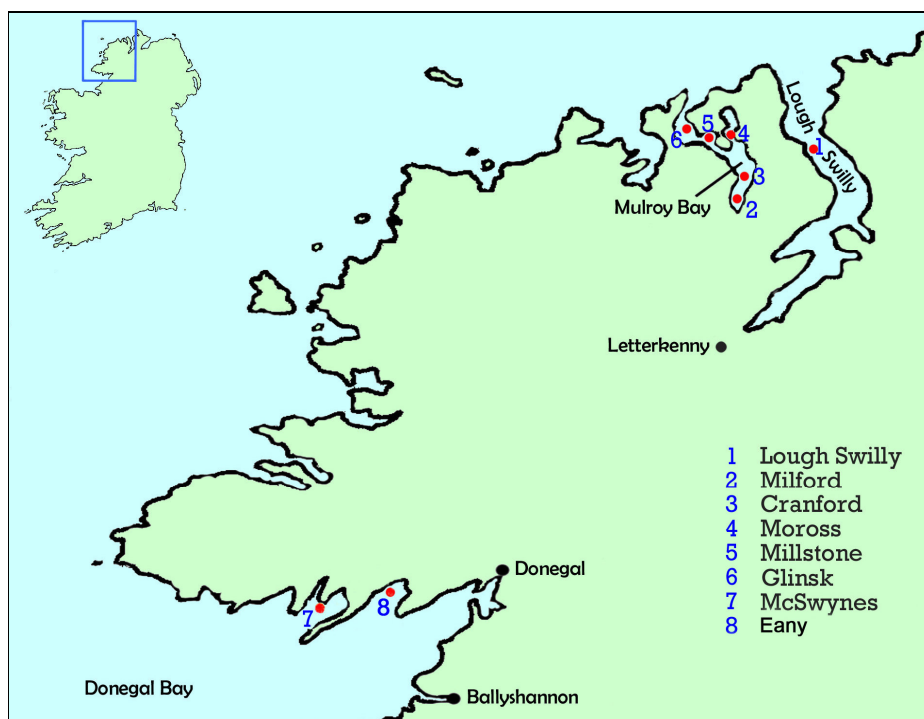 Lough Swilly
1
5
4
6
3
Mulroy Bay
2
Letterkenny
1 Lough Swilly
2 Milford
3 Cranford
4 Moross
5 Millstone
6 Glinsk
7 McSwynes
8 Eany
Donegal
8
7
Donegal Bay
Ballyshannon